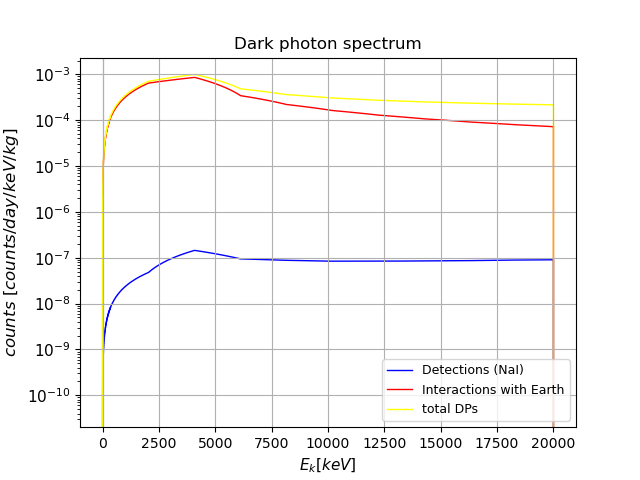 Dark photon spectrum
counts [counts/day/keV/kg]
10⁻³
10⁻⁴
10⁻⁵
10⁻⁶
10⁻⁷
10⁻⁸
10⁻⁹
10⁻¹⁰
Detections (NaI)
Interactions with Earth
total DPs
0 2500 5000 7500 10000 12500 15000 17500 20000
Eₖ[keV]